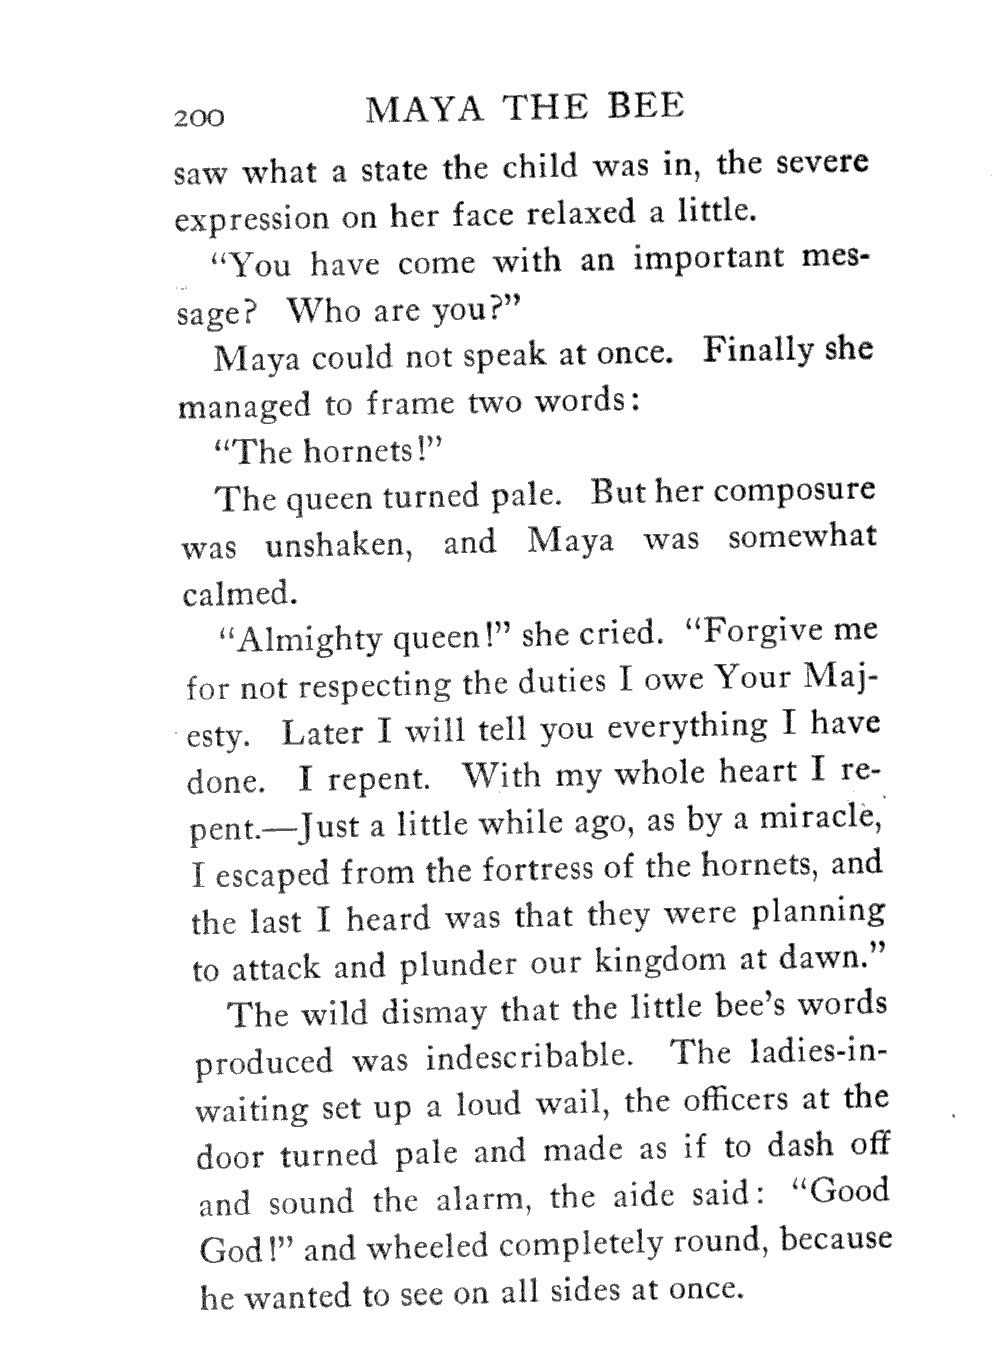 200 MAYA THE BEE
saw what a state the child was in, the severe
expression on her face relaxed a little.
“You have come with an important mes-
sage? Who are you?”
Maya could not speak at once. Finally she
managed to frame two words:
“The hornets!”
The queen turned pale. But her composure
was unshaken, and Maya was somewhat
calmed.
“Almighty queen!” she cried. “Forgive me
for not respecting the duties I owe Your Maj-
esty. Later I will tell you everything I have
done. I repent. With my whole heart I re-
pent.—Just a little while ago, as by a miracle,
I escaped from the fortress of the hornets, and
the last I heard was that they were planning
to attack and plunder our kingdom at dawn.”
The wild dismay that the little bee’s words
produced was indescribable. The ladies-in-
waiting set up a loud wail, the officers at the
door turned pale and made as if to dash off
and sound the alarm, the aide said: “Good
God!” and wheeled completely round, because
he wanted to see on all sides at once.